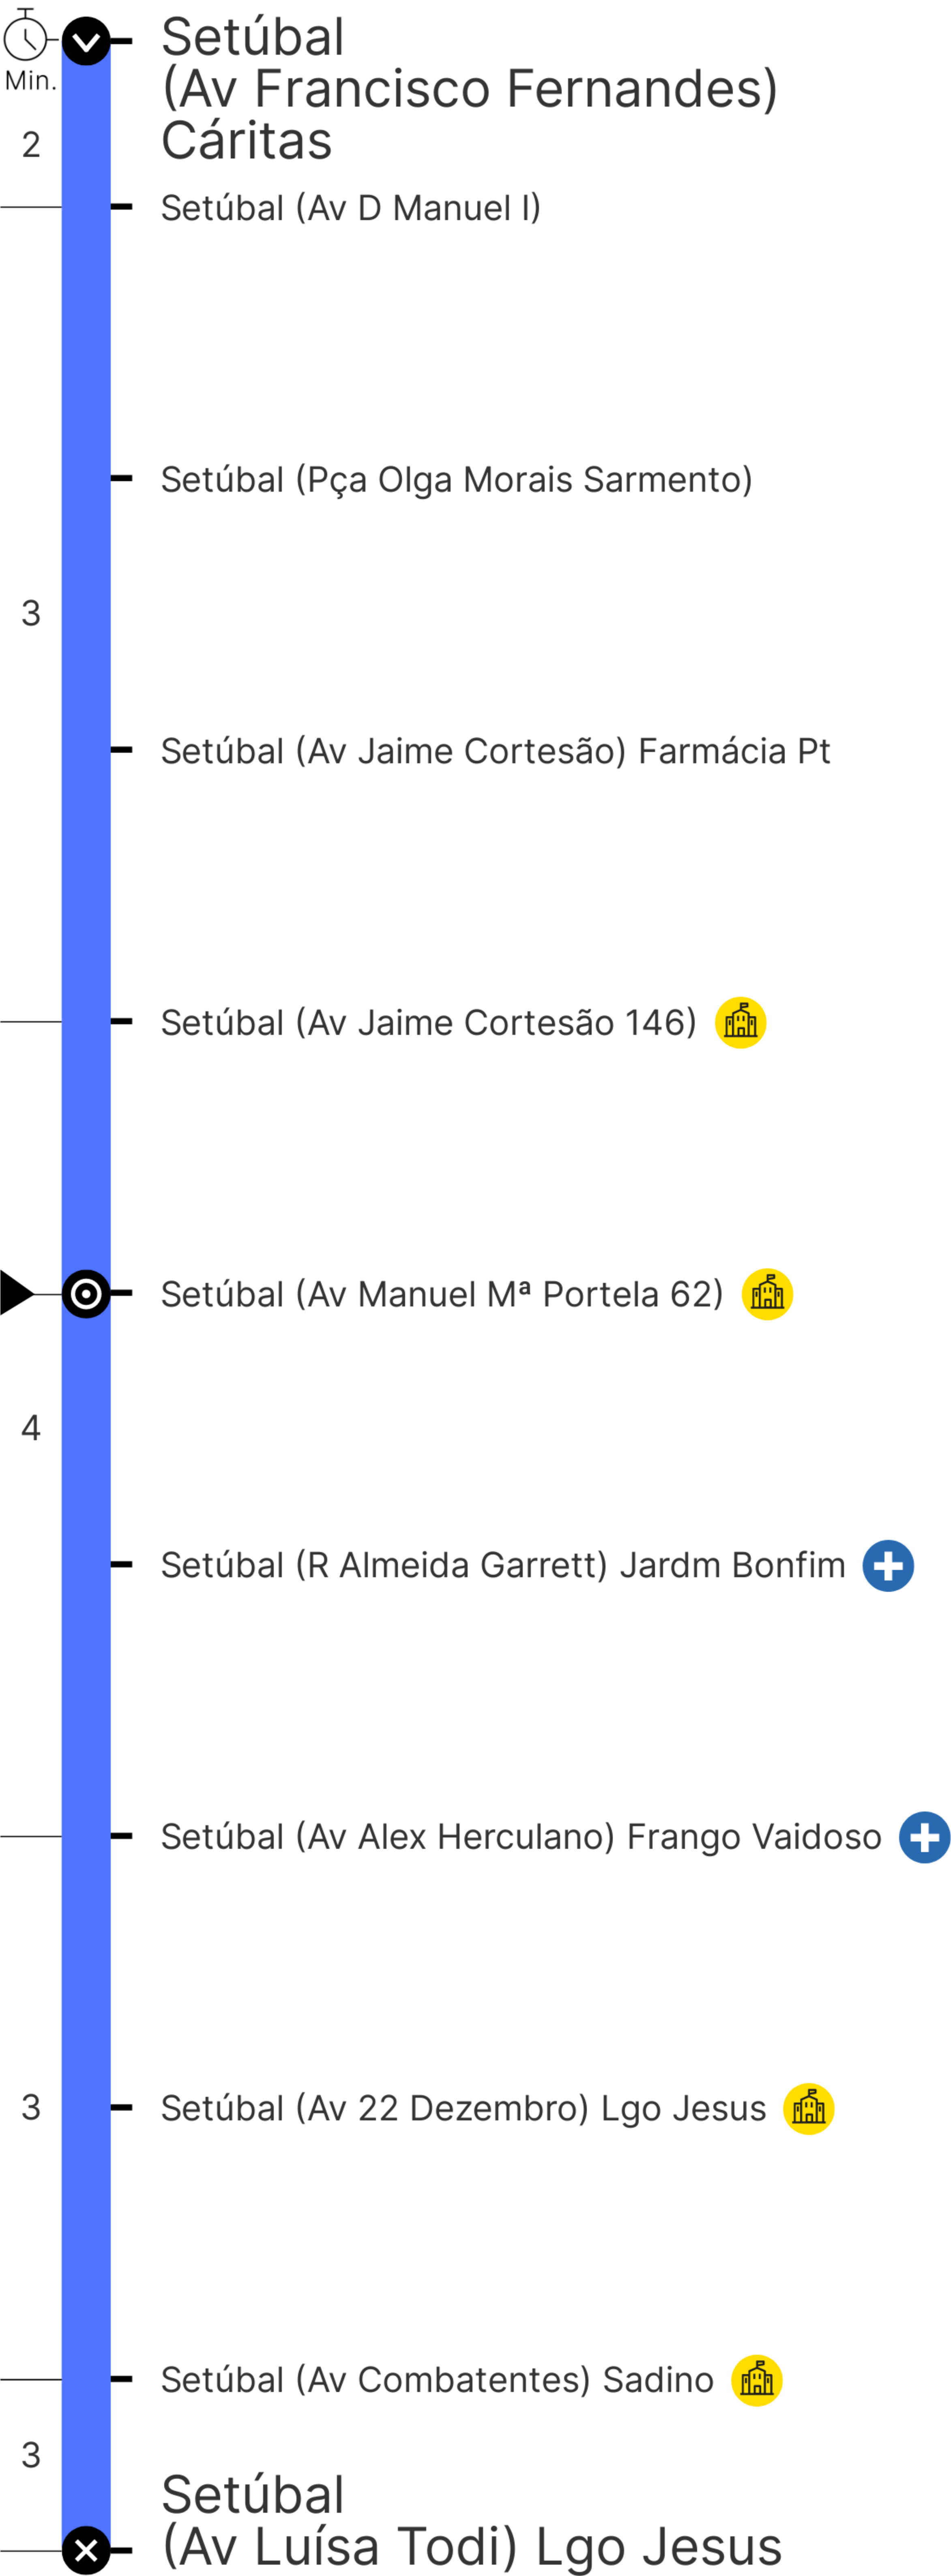 Min.
Setúbal
(Av Francisco Fernandes)
Cáritas
2
Setúbal (Av D Manuel I)
Setúbal (Pça Olga Morais Sarmento)
3
Setúbal (Av Jaime Cortesão) Farmácia Pt
Setúbal (Av Jaime Cortesão 146)
Setúbal (Av Manuel Mª Portela 62)
4
Setúbal (R Almeida Garrett) Jardm Bonfim
Setúbal (Av Alex Herculano) Frango Vaidoso
3 Setúbal (Av 22 Dezembro) Lgo Jesus
Setúbal (Av Combatentes) Sadino
3
Setúbal
(Av Luísa Todi) Lgo Jesus